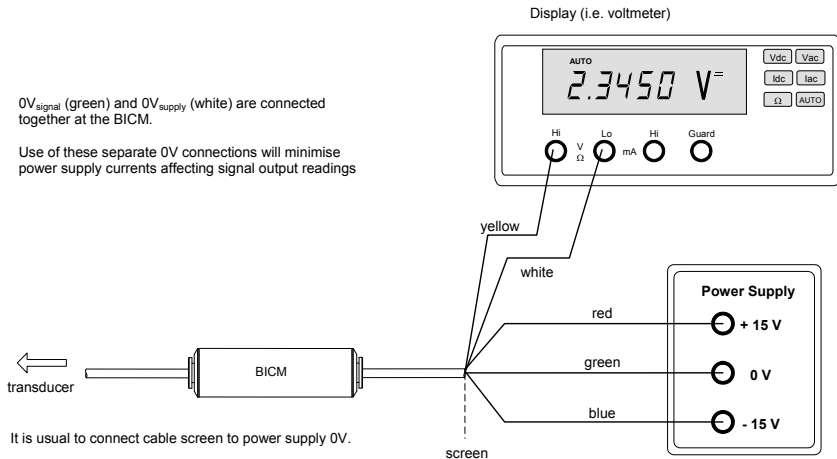 Display (i.e. voltmeter)
AUTO
2.3450 V=
Vdc Vac
Idc Iac
Ω AUTO
Hi V Ω Lo mA Hi Guard
0Vsignal (green) and 0Vsupply (white) are connected
together at the BICM.
Use of these separate 0V connections will minimise
power supply currents affecting signal output readings
yellow
white
Power Supply
red
+ 15 V
green
0 V
blue
- 15 V
BICM
transducer
It is usual to connect cable screen to power supply 0V.
screen